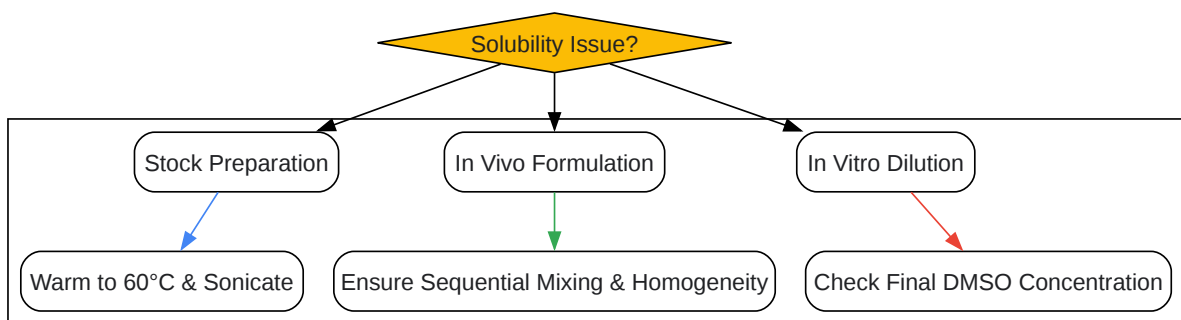 Solubility Issue?
Stock Preparation
In Vivo Formulation
In Vitro Dilution
Warm to 60°C & Sonicate
Ensure Sequential Mixing & Homogeneity
Check Final DMSO Concentration